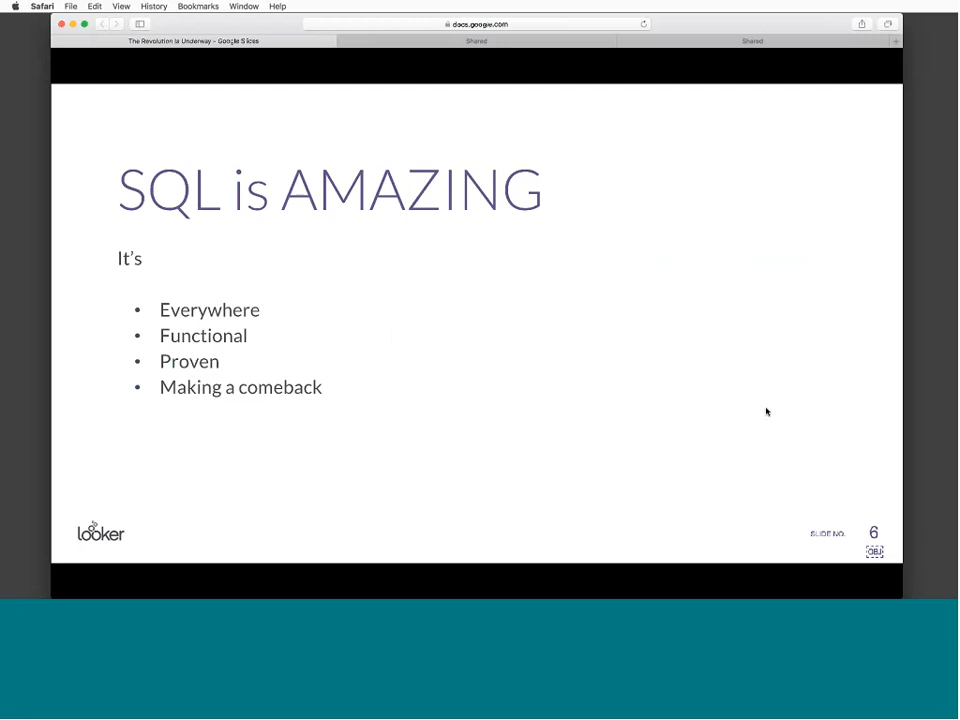 Safari File Edit View History Bookmarks Window Help
docs.google.com
The Revolution Is Underway - Google Slides Shared Shared
SQL is AMAZING
It's
• Everywhere
• Functional
• Proven
• Making a comeback
looker
SLIDE NO. 6
OBJ